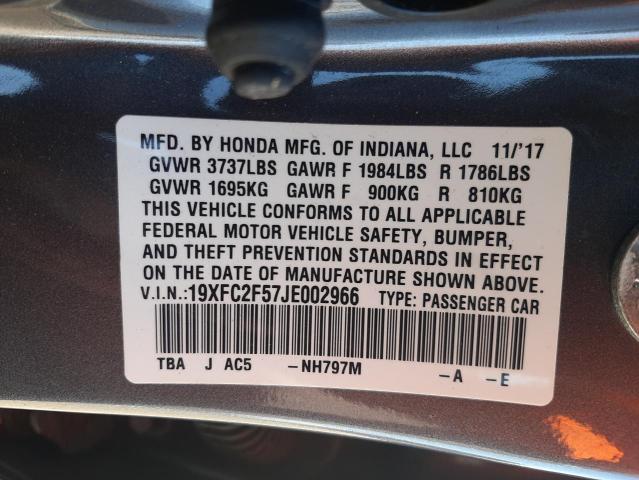 MFD. BY HONDA MFG. OF INDIANA, LLC 11/'17
GVWR 3737LBS GAWR F 1984LBS R 1786LBS
GVWR 1695KG GAWR F 900KG R 810KG
THIS VEHICLE CONFORMS TO ALL APPLICABLE
FEDERAL MOTOR VEHICLE SAFETY, BUMPER,
AND THEFT PREVENTION STANDARDS IN EFFECT
ON THE DATE OF MANUFACTURE SHOWN ABOVE.
V.I.N.:19XFC2F57JE002966 TYPE: PASSENGER CAR
TBA J AC5 -NH797M -A -E